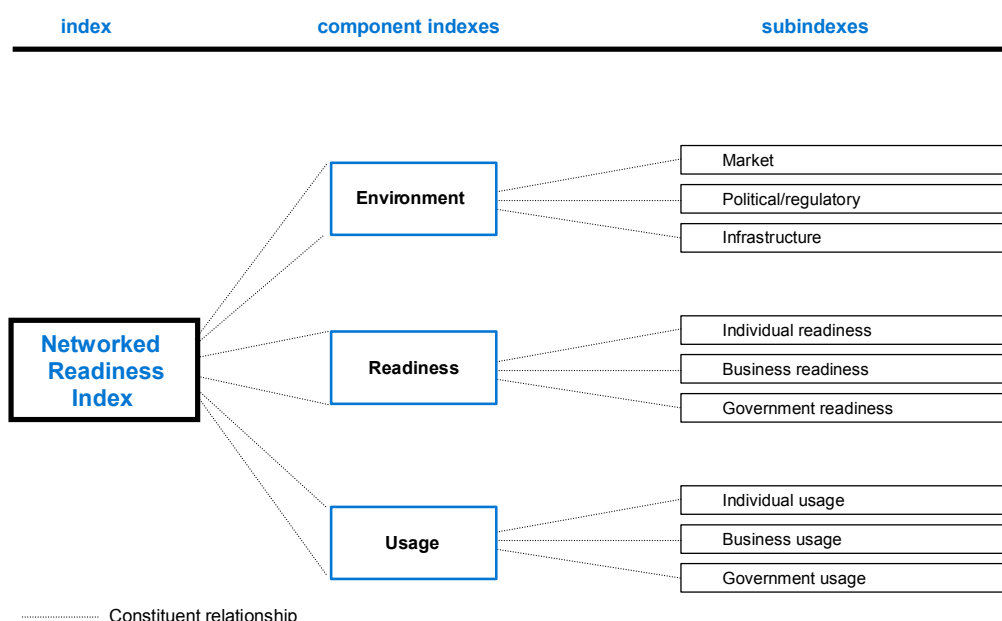 index component indexes subindexes
Market
Environment
Political/regulatory
Infrastructure
Networked
Readiness
Index
Individual readiness
Readiness
Business readiness
Government readiness
Individual usage
Usage
Business usage
Government usage
Constituent relationship